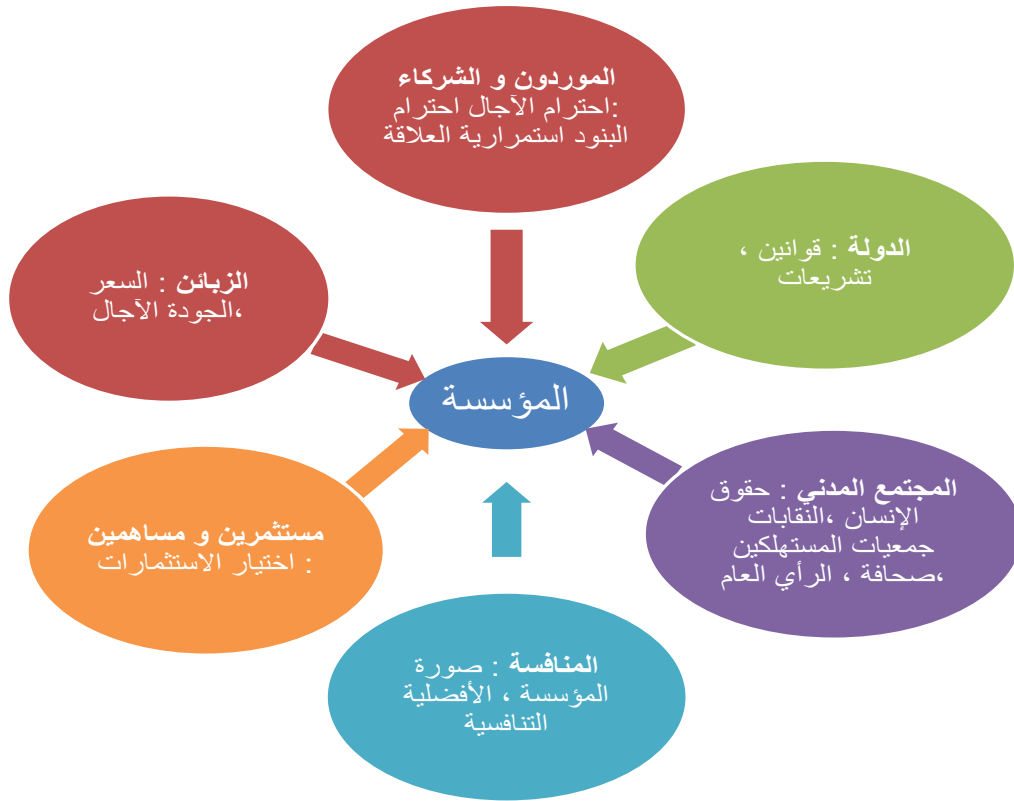 الموردون و الشركاء
:احترام الآجال احترام
البنود استمرارية العلاقة
الدولة : قوانين ،
تشريعات
الزبائن : السعر
،الجودة الآجال
المؤسسة
المجتمع المدني : حقوق
الإنسان ،النقابات
جمعيات المستهلكين
،صحافة ، الرأي العام
مستثمرين و مساهمين
: اختيار الاستثمارات
المنافسة : صورة
المؤسسة ، الأفضلية
التنافسية